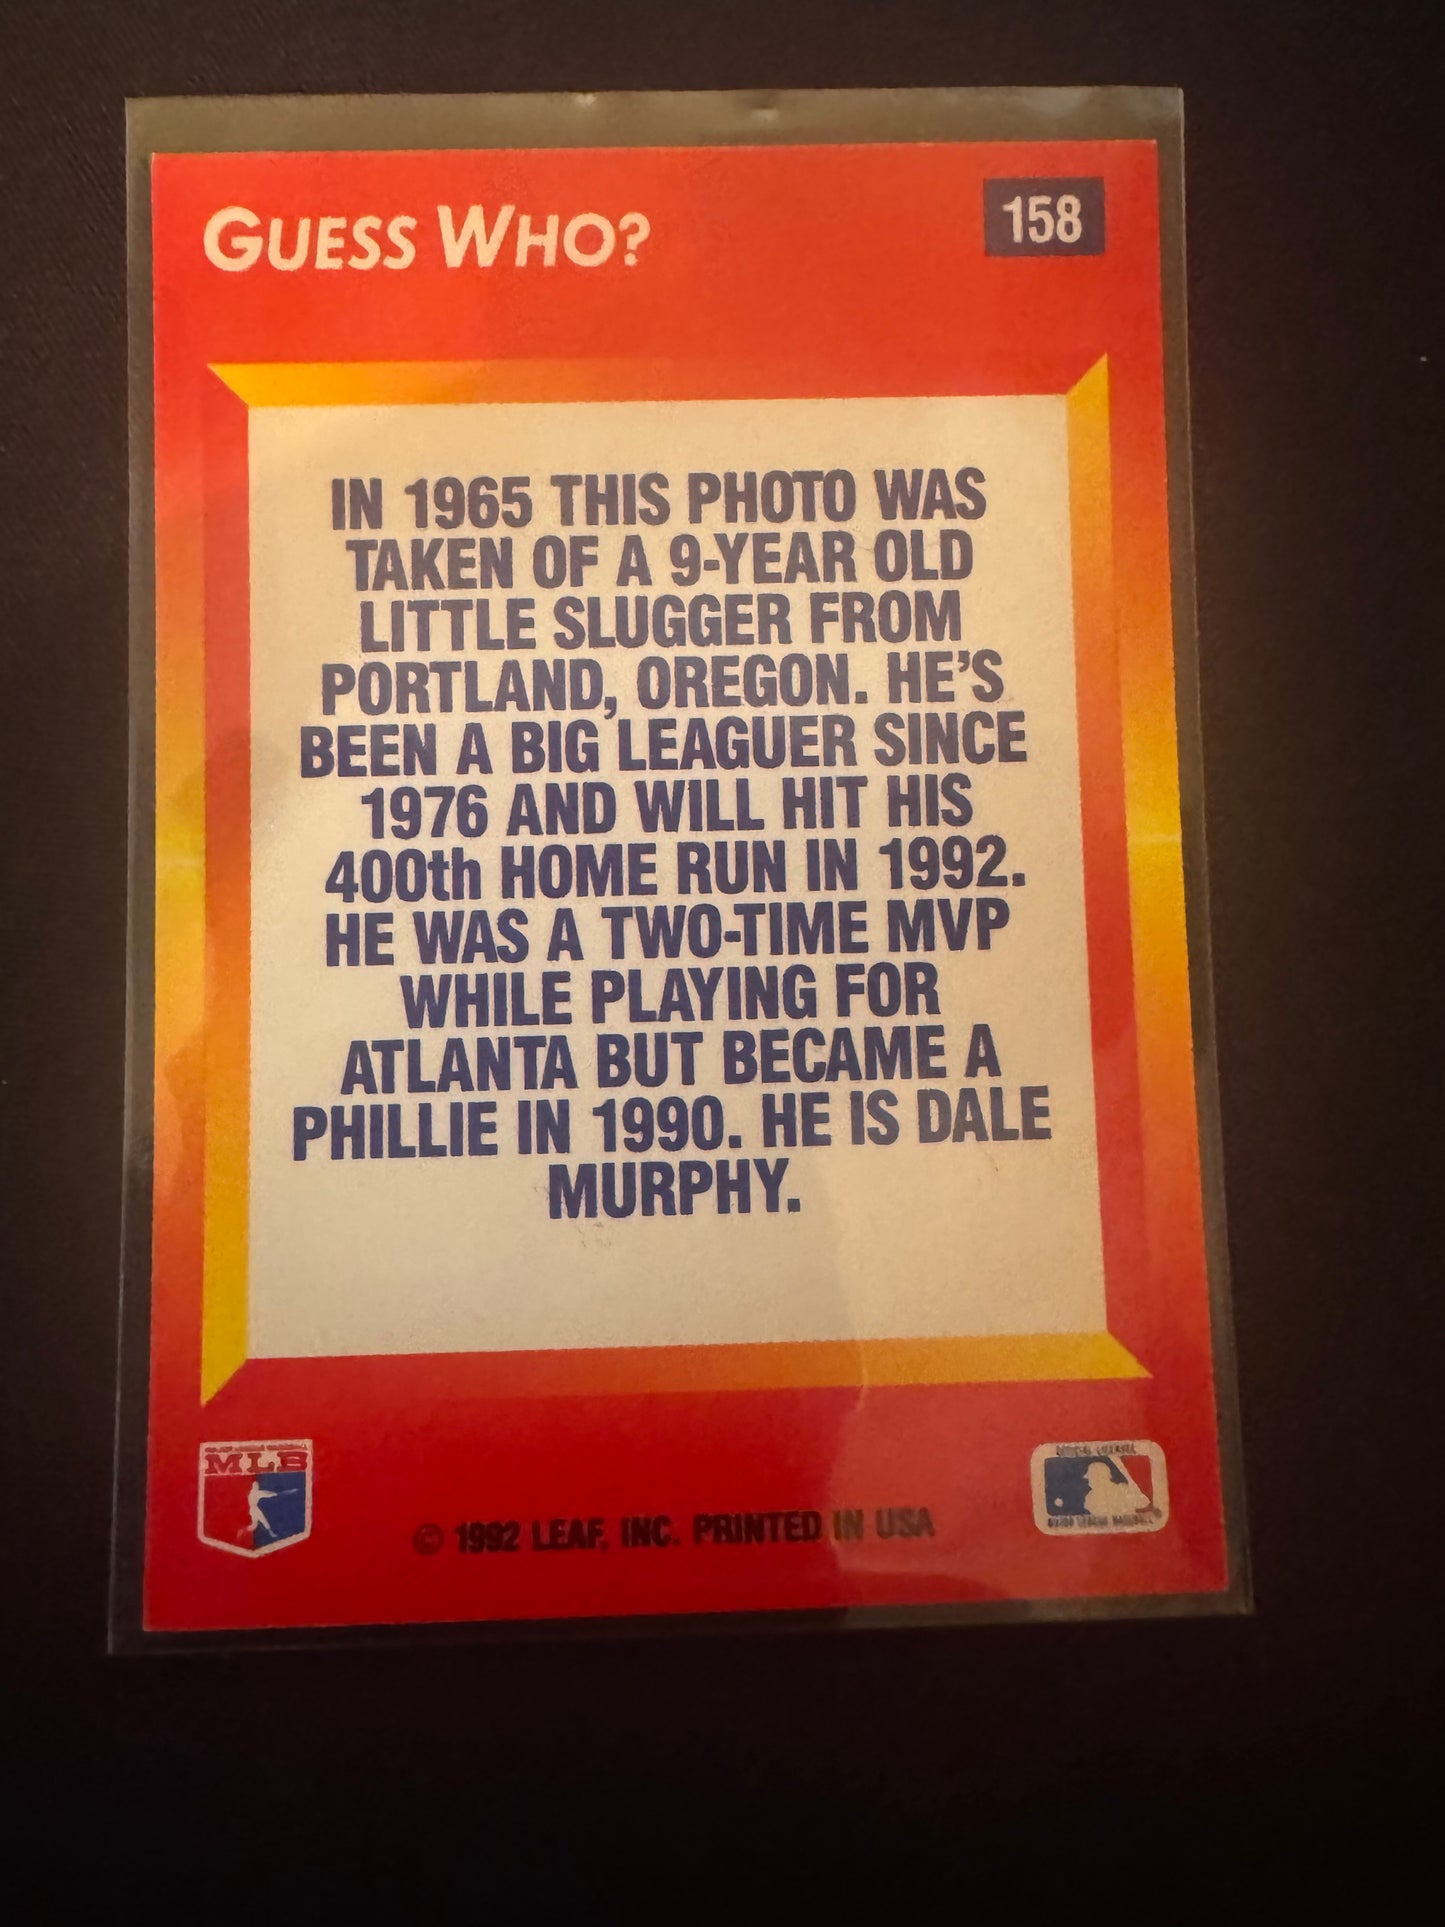 GUESS WHO?
158
IN 1965 THIS PHOTO WAS
TAKEN OF A 9-YEAR OLD
LITTLE SLUGGER FROM
PORTLAND, OREGON. HE'S
BEEN A BIG LEAGUER SINCE
1976 AND WILL HIT HIS
400th HOME RUN IN 1992.
HE WAS A TWO-TIME MVP
WHILE PLAYING FOR
ATLANTA BUT BECAME A
PHILLIE IN 1990. HE IS DALE
MURPHY.
MLB
© 1992 LEAF, INC. PRINTED IN USA